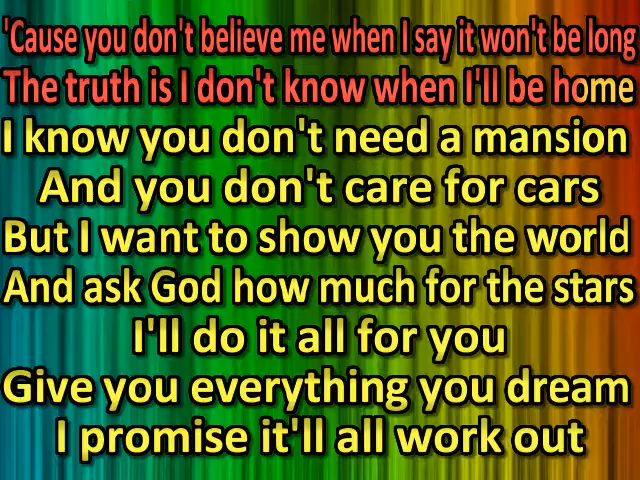 'Cause you don't believe me when I say it won't be long
The truth is I don't know when I'll be home
I know you don't need a mansion
And you don't care for cars
But I want to show you the world
And ask God how much for the stars
I'll do it all for you
Give you everything you dream
I promise it'll all work out